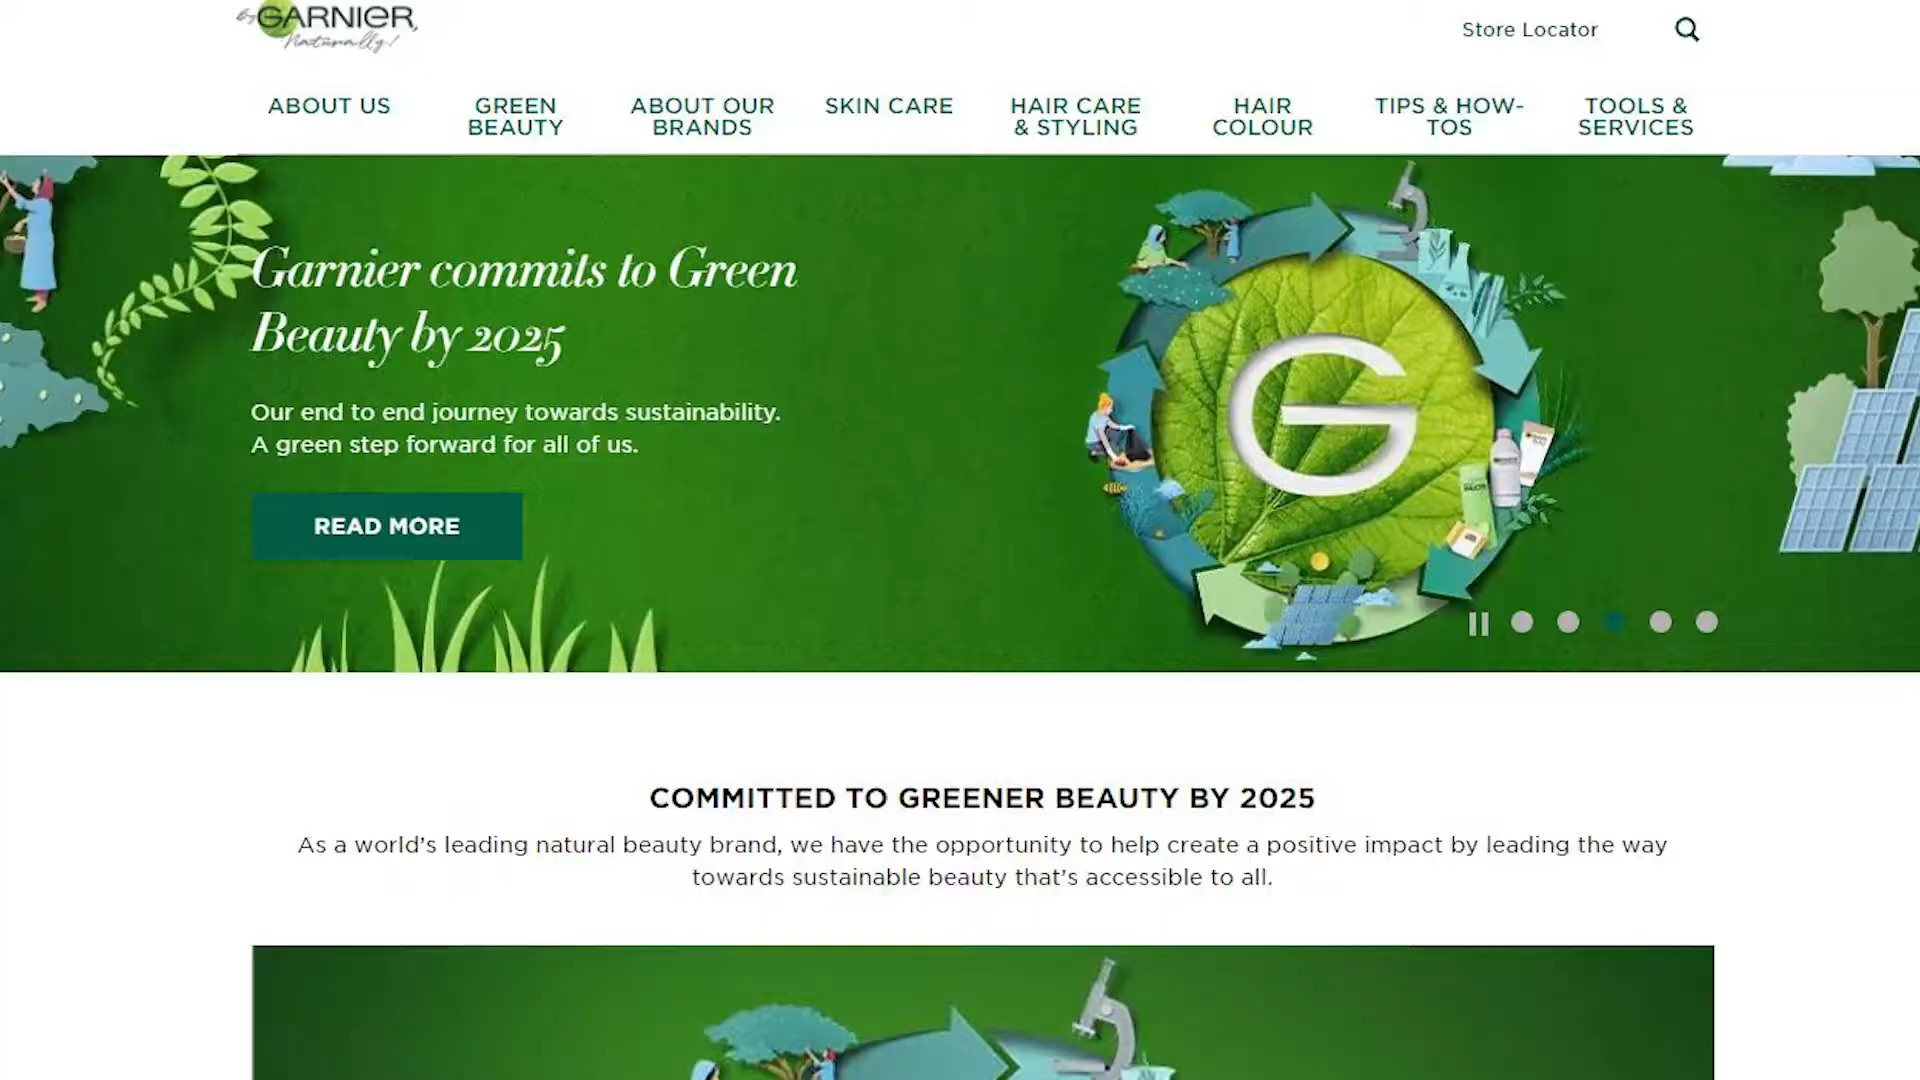 by GARNIER,
Naturally!
Store Locator
ABOUT US
GREEN
BEAUTY
ABOUT OUR
BRANDS
SKIN CARE
HAIR CARE
& STYLING
HAIR
COLOUR
TIPS & HOW-
TOS
TOOLS &
SERVICES
Garnier commits to Green
Beauty by 2025
Our end to end journey towards sustainability.
A green step forward for all of us.
READ MORE
G
COMMITTED TO GREENER BEAUTY BY 2025
As a world’s leading natural beauty brand, we have the opportunity to help create a positive impact by leading the way
towards sustainable beauty that’s accessible to all.